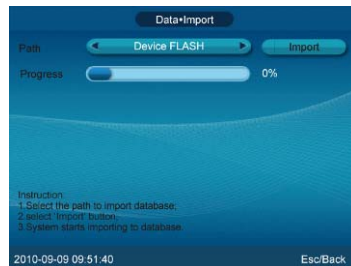 Data•Import
Path Device FLASH Import
Progress 0%
Instruction:
1.Select the path to import database;
2.select 'Import' button;
3.System starts importing to database.
2010-09-09 09:51:40 Esc/Back